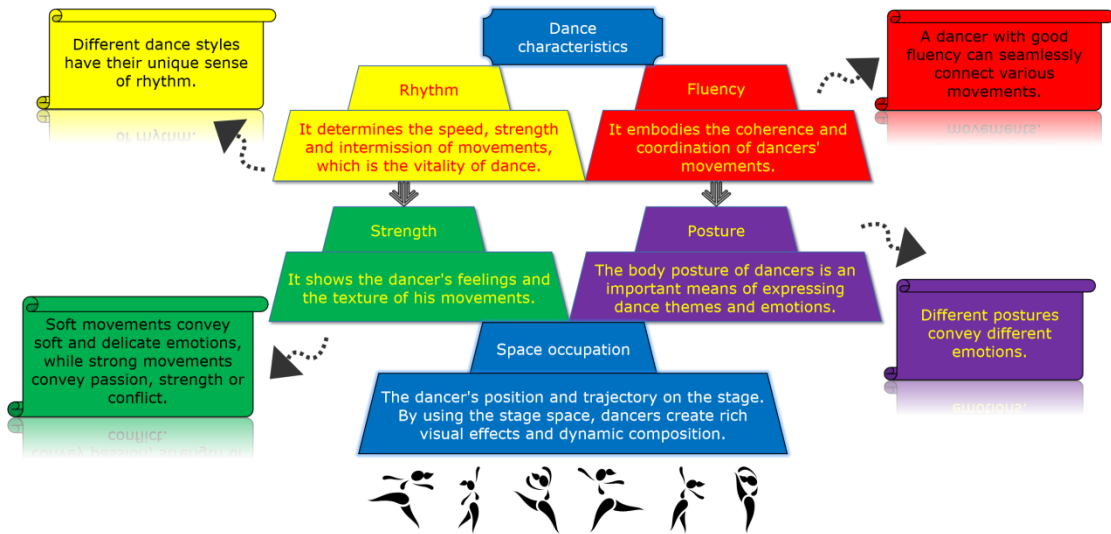 Dance
characteristics
Different dance styles
have their unique sense
of rhythm.
A dancer with good
fluency can seamlessly
connect various
movements.
Rhythm
It determines the speed, strength
and intermission of movements,
which is the vitality of dance.
Fluency
It embodies the coherence and
coordination of dancers'
movements.
Strength
It shows the dancer's feelings and
the texture of his movements.
Posture
The body posture of dancers is an
important means of expressing
dance themes and emotions.
Soft movements convey
soft and delicate emotions,
while strong movements
convey passion, strength or
conflict.
Different postures
convey different
emotions.
Space occupation
The dancer's position and trajectory on the stage.
By using the stage space, dancers create rich
visual effects and dynamic composition.